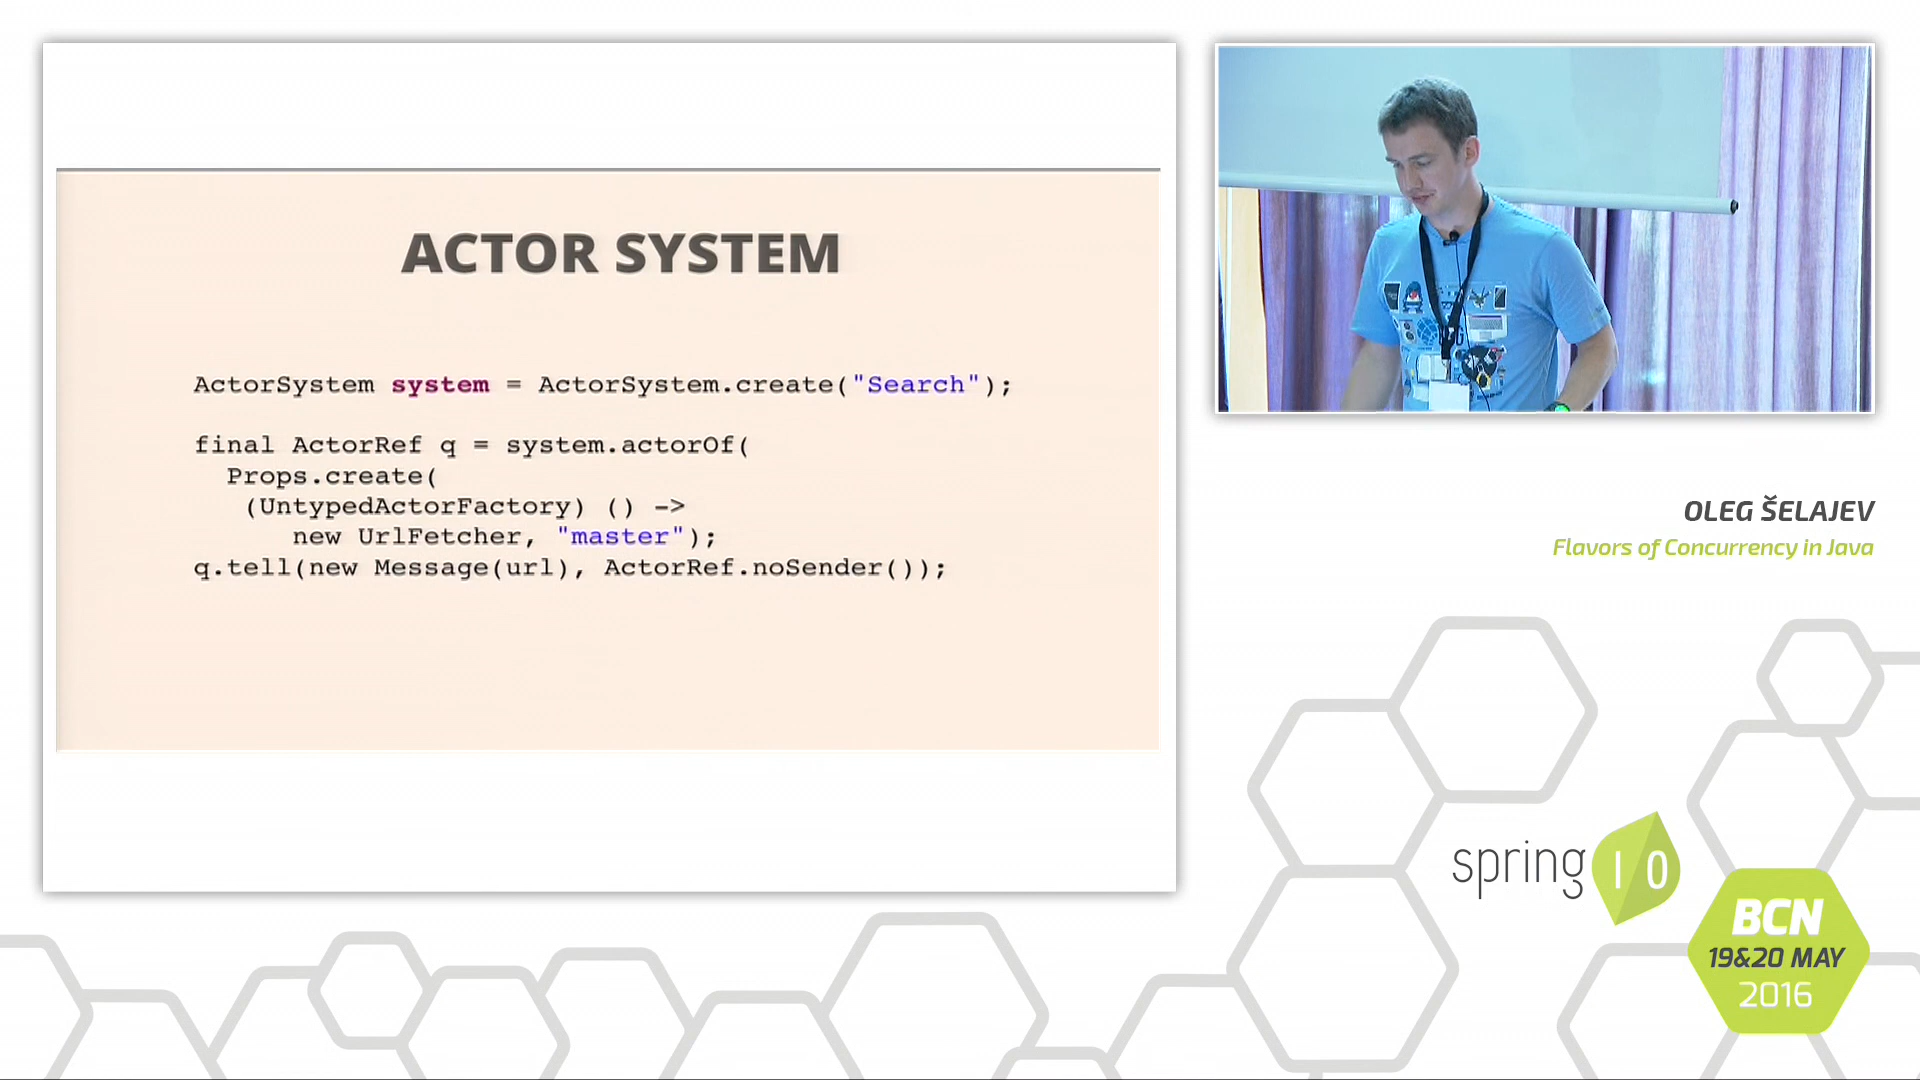 ACTOR SYSTEM
ActorSystem system = ActorSystem.create("Search");
final ActorRef q = system.actorOf(
Props.create(
(UntypedActorFactory) () ->
new UrlFetcher, "master");
q.tell(new Message(url), ActorRef.noSender());
OLEG ŠELAJEV
Flavors of Concurrency in Java
spring I O
BCN
19&20 MAY
2016